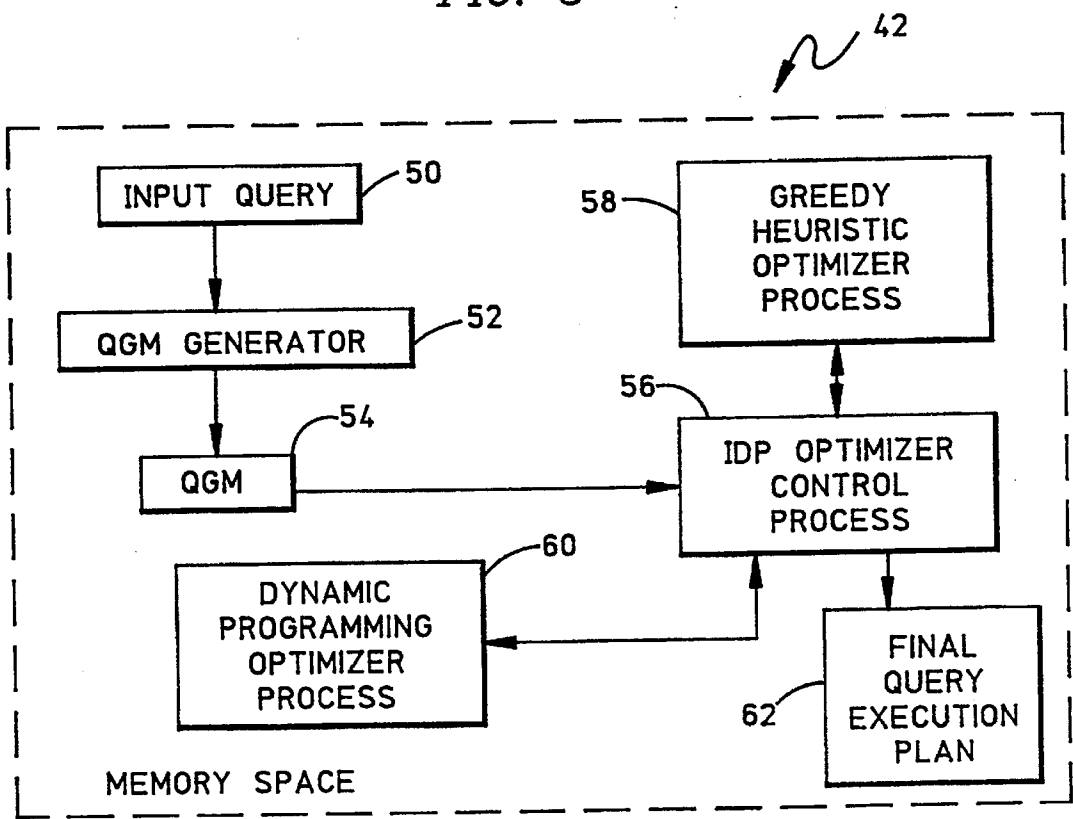 42
INPUT QUERY
50
QGM GENERATOR
52
QGM
54
58
GREEDY
HEURISTIC
OPTIMIZER
PROCESS
56
IDP OPTIMIZER
CONTROL
PROCESS
60
DYNAMIC
PROGRAMMING
OPTIMIZER
PROCESS
62
FINAL
QUERY
EXECUTION
PLAN
MEMORY SPACE